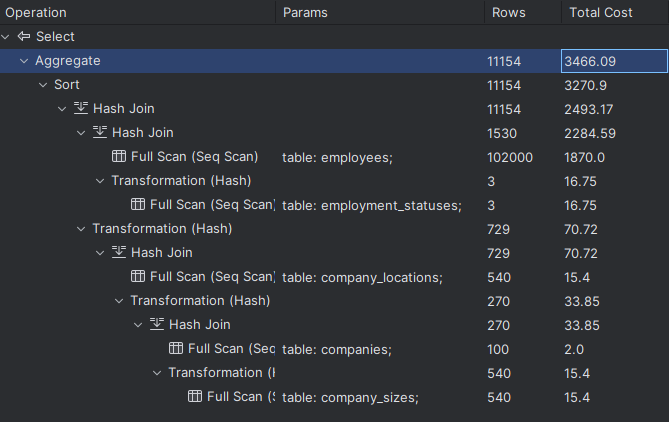 Operation Params Rows Total Cost
Select
Aggregate 11154 3466.09
Sort 11154 3270.9
Hash Join 11154 2493.17
Hash Join 1530 2284.59
Full Scan (Seq Scan) table: employees; 102000 1870.0
Transformation (Hash) 3 16.75
Full Scan (Seq Scan) table: employment_statuses; 3 16.75
Transformation (Hash) 729 70.72
Hash Join 729 70.72
Full Scan (Seq Scan) table: company_locations; 540 15.4
Transformation (Hash) 270 33.85
Hash Join 270 33.85
Full Scan (Sec table: companies; 100 2.0
Transformation (H 540 15.4
Full Scan (S table: company_sizes; 540 15.4